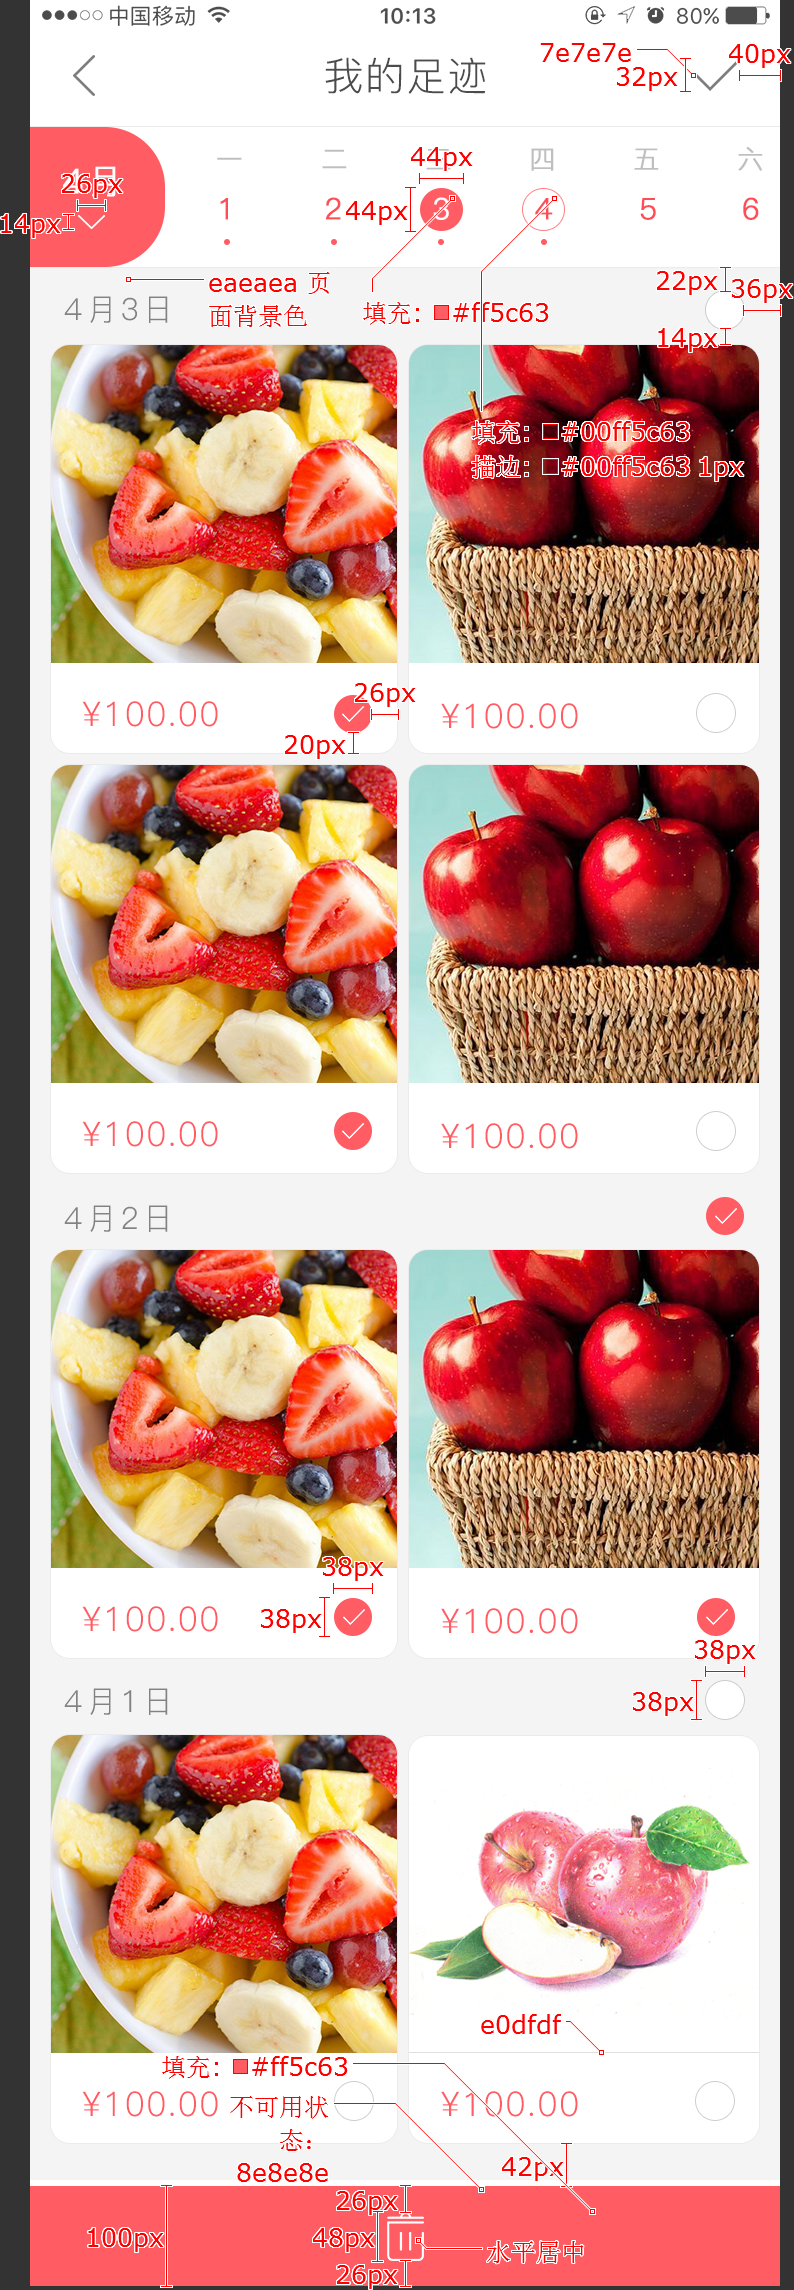 中国移动 10:13 80%
我的足迹
7e7e7e
32px
40px
一 二 三 四 五 六
44px
4月
26px
14px
1 2 3 4 5 6
44px
eaeaea 页
面背景色
填充: #ff5c63
22px
36px
14px
4月3日
填充: #00ff5c63
描边: #00ff5c63 1px
¥100.00
26px
20px
¥100.00
¥100.00
¥100.00
4月2日
38px
¥100.00
38px
¥100.00
38px
4月1日
38px
e0dfdf
填充: #ff5c63
¥100.00
不可用状
态:
8e8e8e
¥100.00
42px
26px
100px
48px
水平居中
26px